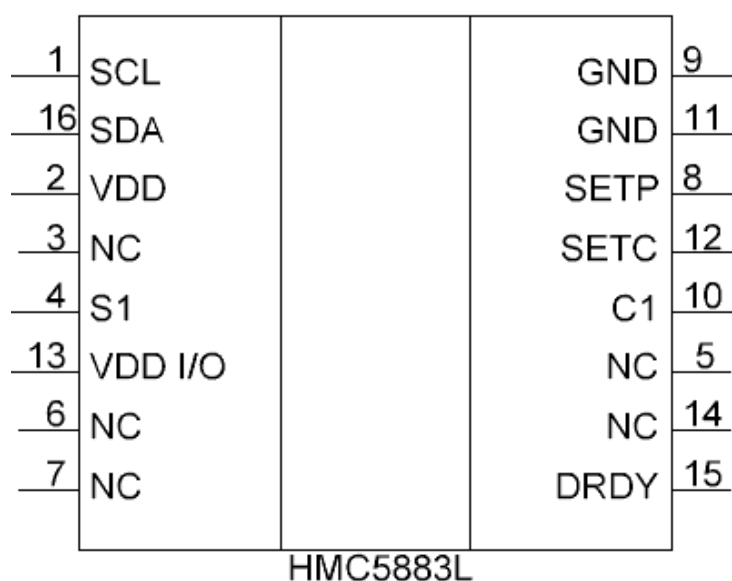 1 SCL GND 9
16 SDA GND 11
2 VDD SETP 8
3 NC SETC 12
4 S1 C1 10
13 VDD I/O NC 5
6 NC NC 14
7 NC DRDY 15
HMC5883L